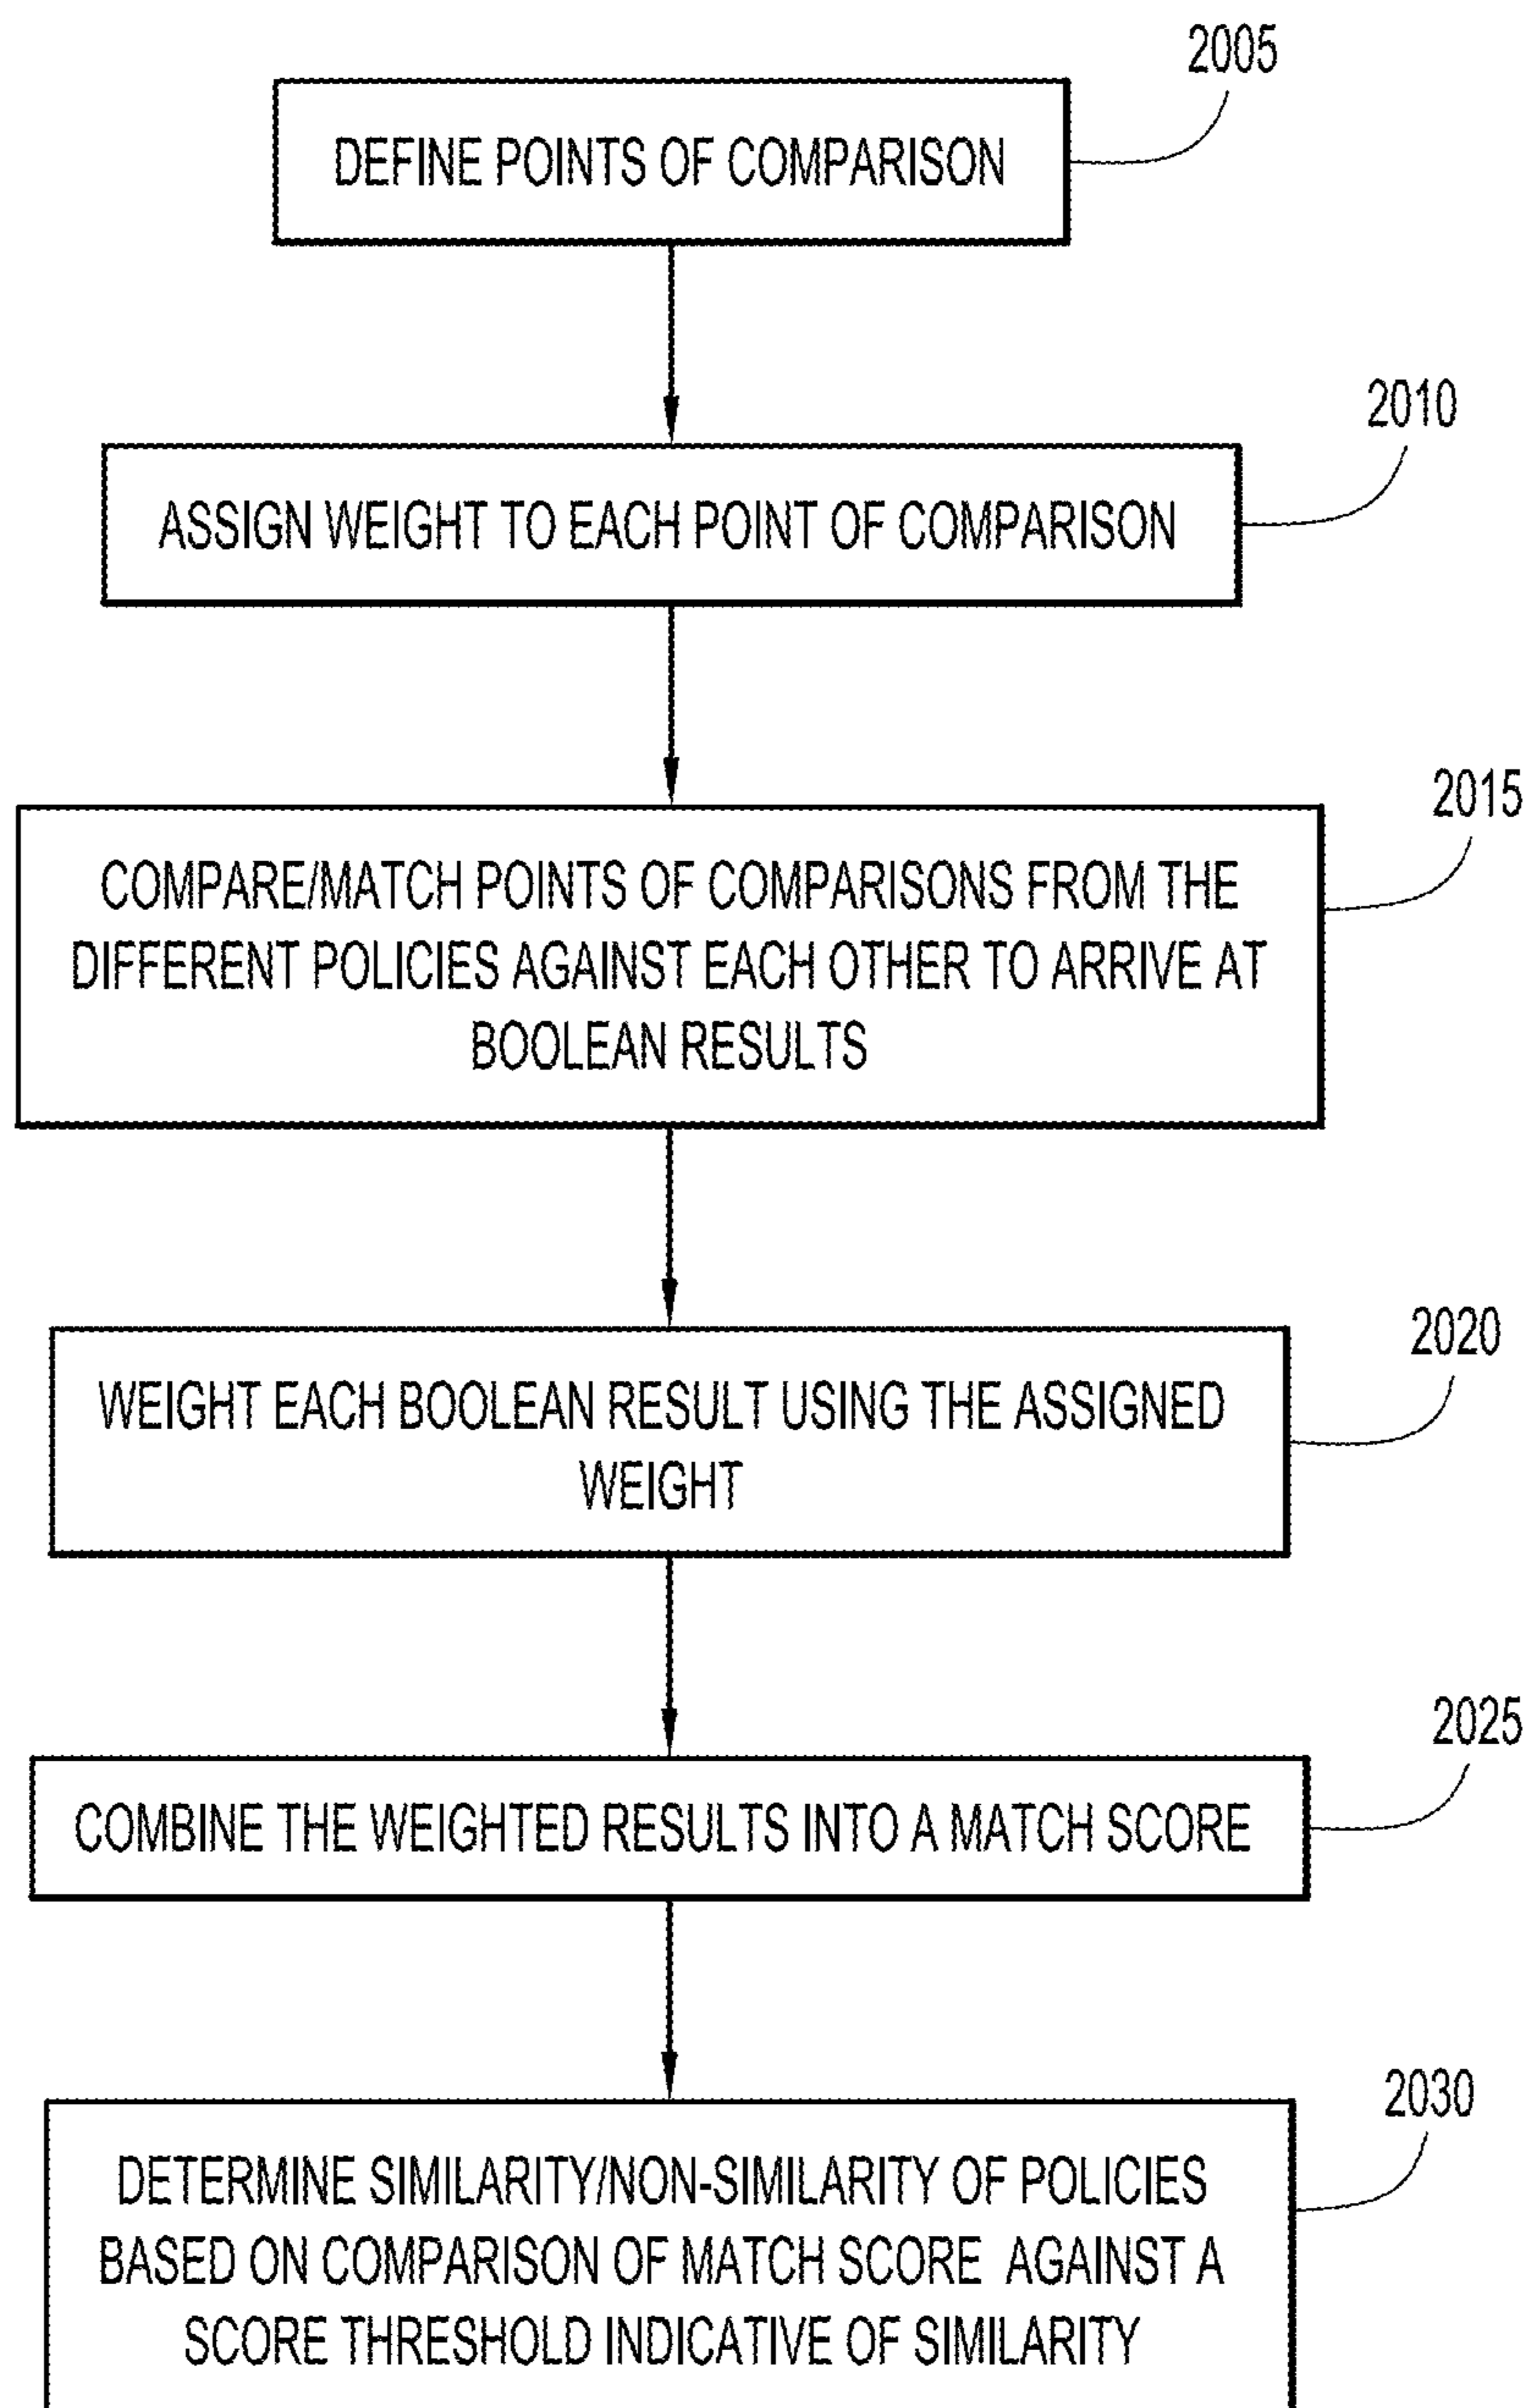 2005
DEFINE POINTS OF COMPARISON
2010
ASSIGN WEIGHT TO EACH POINT OF COMPARISON
2015
COMPARE/MATCH POINTS OF COMPARISONS FROM THE
DIFFERENT POLICIES AGAINST EACH OTHER TO ARRIVE AT
BOOLEAN RESULTS
2020
WEIGHT EACH BOOLEAN RESULT USING THE ASSIGNED
WEIGHT
2025
COMBINE THE WEIGHTED RESULTS INTO A MATCH SCORE
2030
DETERMINE SIMILARITY/NON-SIMILARITY OF POLICIES
BASED ON COMPARISON OF MATCH SCORE AGAINST A
SCORE THRESHOLD INDICATIVE OF SIMILARITY